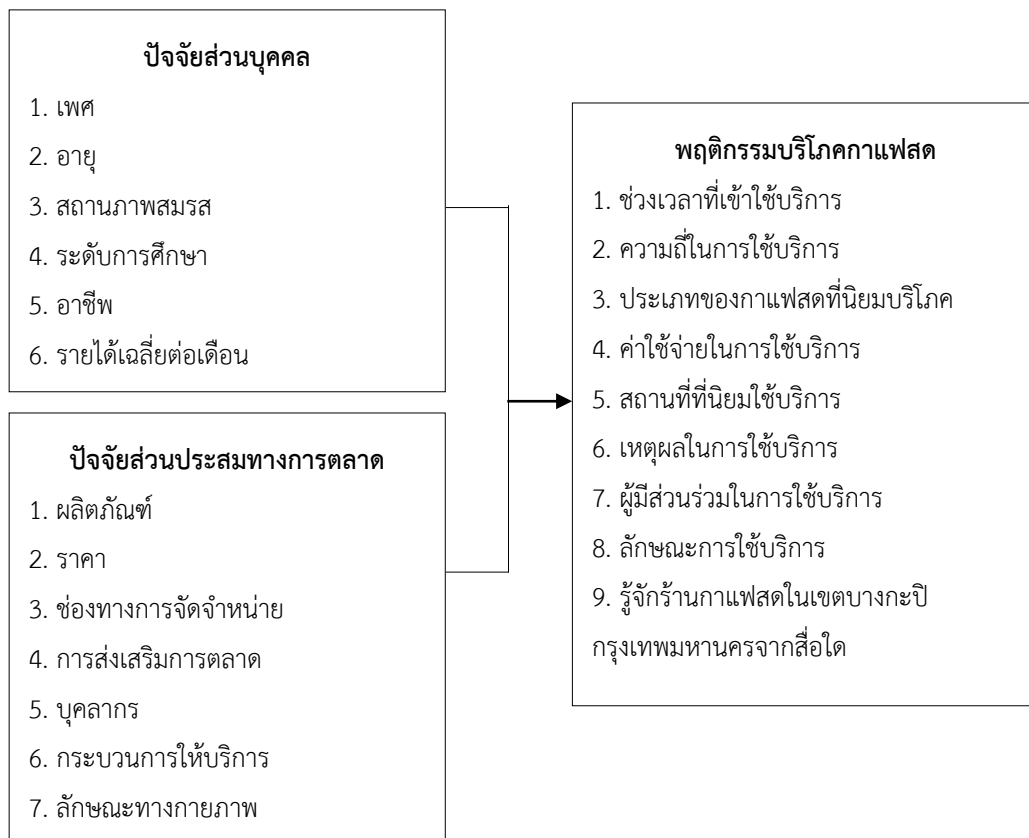 ปัจจัยส่วนบุคคล
1. เพศ
2. อายุ
3. สถานภาพสมรส
4. ระดับการศึกษา
5. อาชีพ
6. รายได้เฉลี่ยต่อเดือน
ปัจจัยส่วนประสมทางการตลาด
1. ผลิตภัณฑ์
2. ราคา
3. ช่องทางการจัดจำหน่าย
4. การส่งเสริมการตลาด
5. บุคลากร
6. กระบวนการให้บริการ
7. ลักษณะทางกายภาพ
พฤติกรรมบริโภคกาแฟสด
1. ช่วงเวลาที่เข้าใช้บริการ
2. ความถี่ในการใช้บริการ
3. ประเภทของกาแฟสดที่นิยมบริโภค
4. ค่าใช้จ่ายในการใช้บริการ
5. สถานที่ที่นิยมใช้บริการ
6. เหตุผลในการใช้บริการ
7. ผู้มีส่วนร่วมในการใช้บริการ
8. ลักษณะการใช้บริการ
9. รู้จักร้านกาแฟสดในเขตบางกะปิ
กรุงเทพมหานครจากสื่อใด